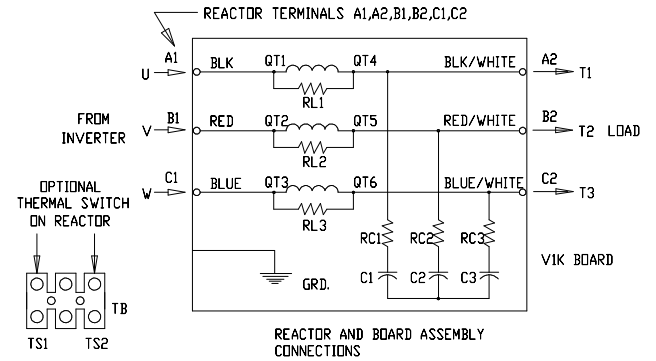 REACTOR TERMINALS A1,A2,B1,B2,C1,C2
A1 BLK QT1 QT4 BLK/WHITE A2
U T1
RL1
FROM INVERTER
B1 RED QT2 QT5 RED/WHITE B2
V T2 LOAD
RL2
C1 BLUE QT3 QT6 BLUE/WHITE C2
W T3
RL3
OPTIONAL
THERMAL SWITCH
ON REACTOR
RC1 RC2 RC3
V1K BOARD
C1 C2 C3
GRD.
TB
TS1 TS2
REACTOR AND BOARD ASSEMBLY
CONNECTIONS